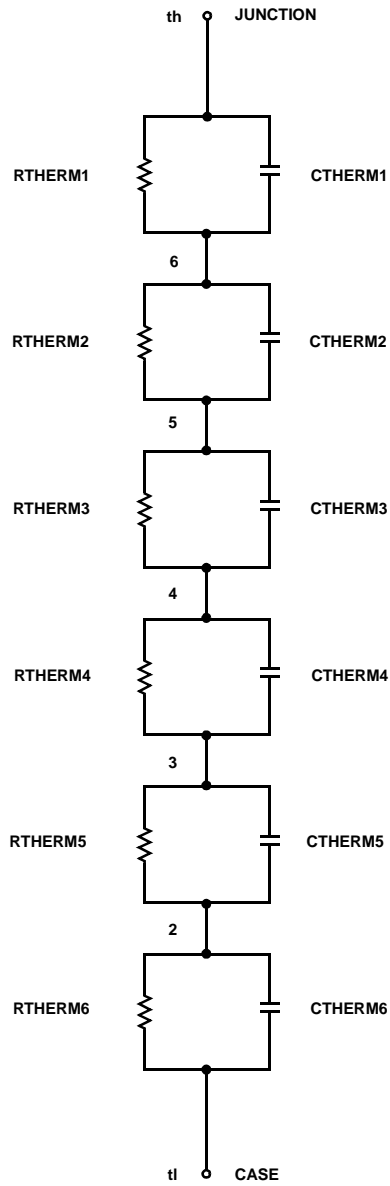 th JUNCTION
RTHERM1 CTHERM1
6
RTHERM2 CTHERM2
5
RTHERM3 CTHERM3
4
RTHERM4 CTHERM4
3
RTHERM5 CTHERM5
2
RTHERM6 CTHERM6
tl CASE